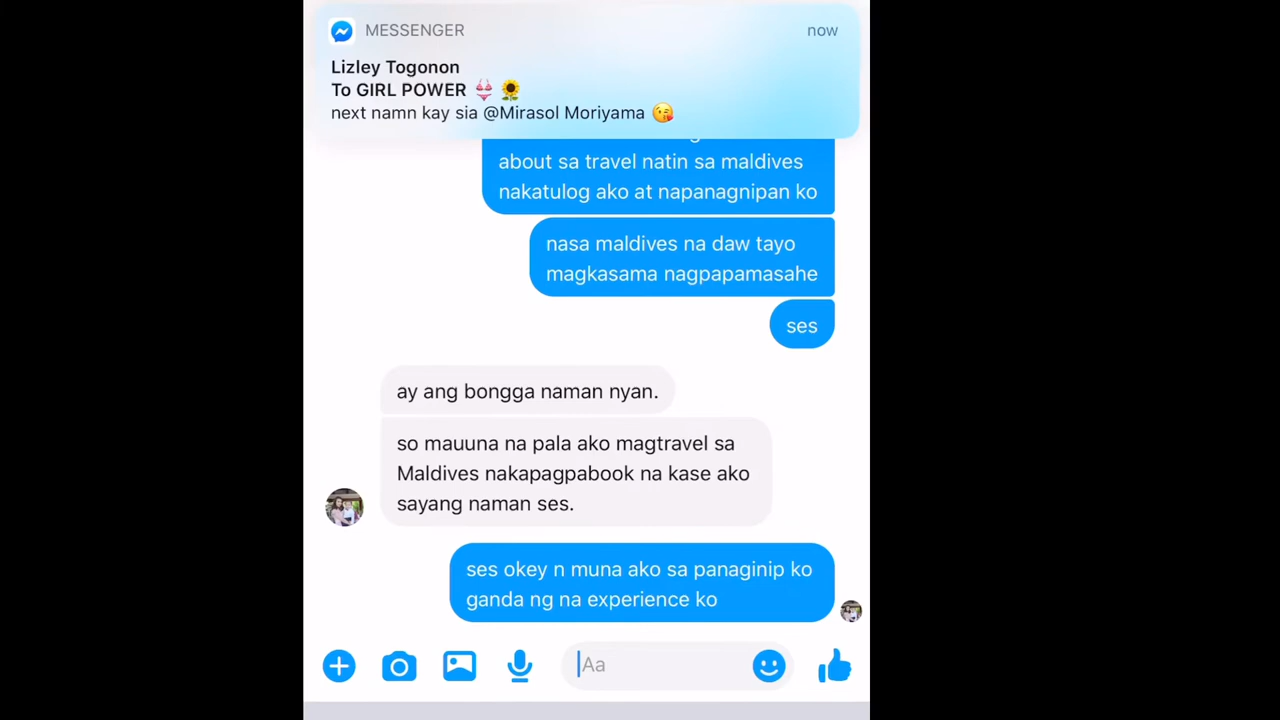 MESSENGER
now
Lizley Togonon
To GIRL POWER 👙 🌻
next namn kay sia @Mirasol Moriyama 😘
about sa travel natin sa maldives
nakatulog ako at napanagnipan ko
nasa maldives na daw tayo
magkasama nagpapamasahe
ses
ay ang bongga naman nyan.
so mauuna na pala ako magtravel sa
Maldives nakapagpabook na kase ako
sayang naman ses.
ses okey n muna ako sa panaginip ko
ganda ng na experience ko
Aa